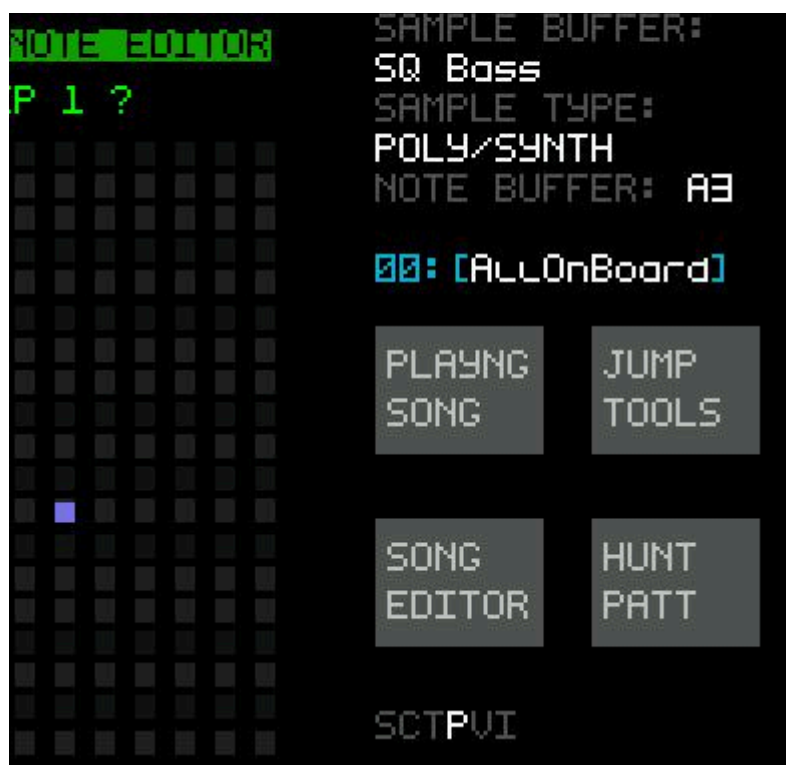 NOTE EDITOR
EP 1 ?
SAMPLE BUFFER:
SQ Bass
SAMPLE TYPE:
POLY/SYNTH
NOTE BUFFER: A3
00:[ALLOnBoard]
PLAYNG
SONG
JUMP
TOOLS
SONG
EDITOR
HUNT
PATT
SCTPVI